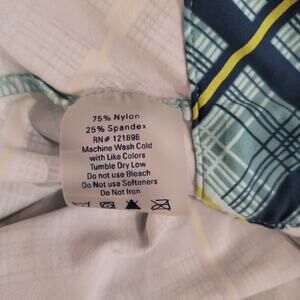 75% Nylon
25% Spandex
RN# 121896
Machine Wash Cold
with Like Colors
Tumble Dry Low
Do not use Bleach
Do Not use Softeners
Do Not Iron